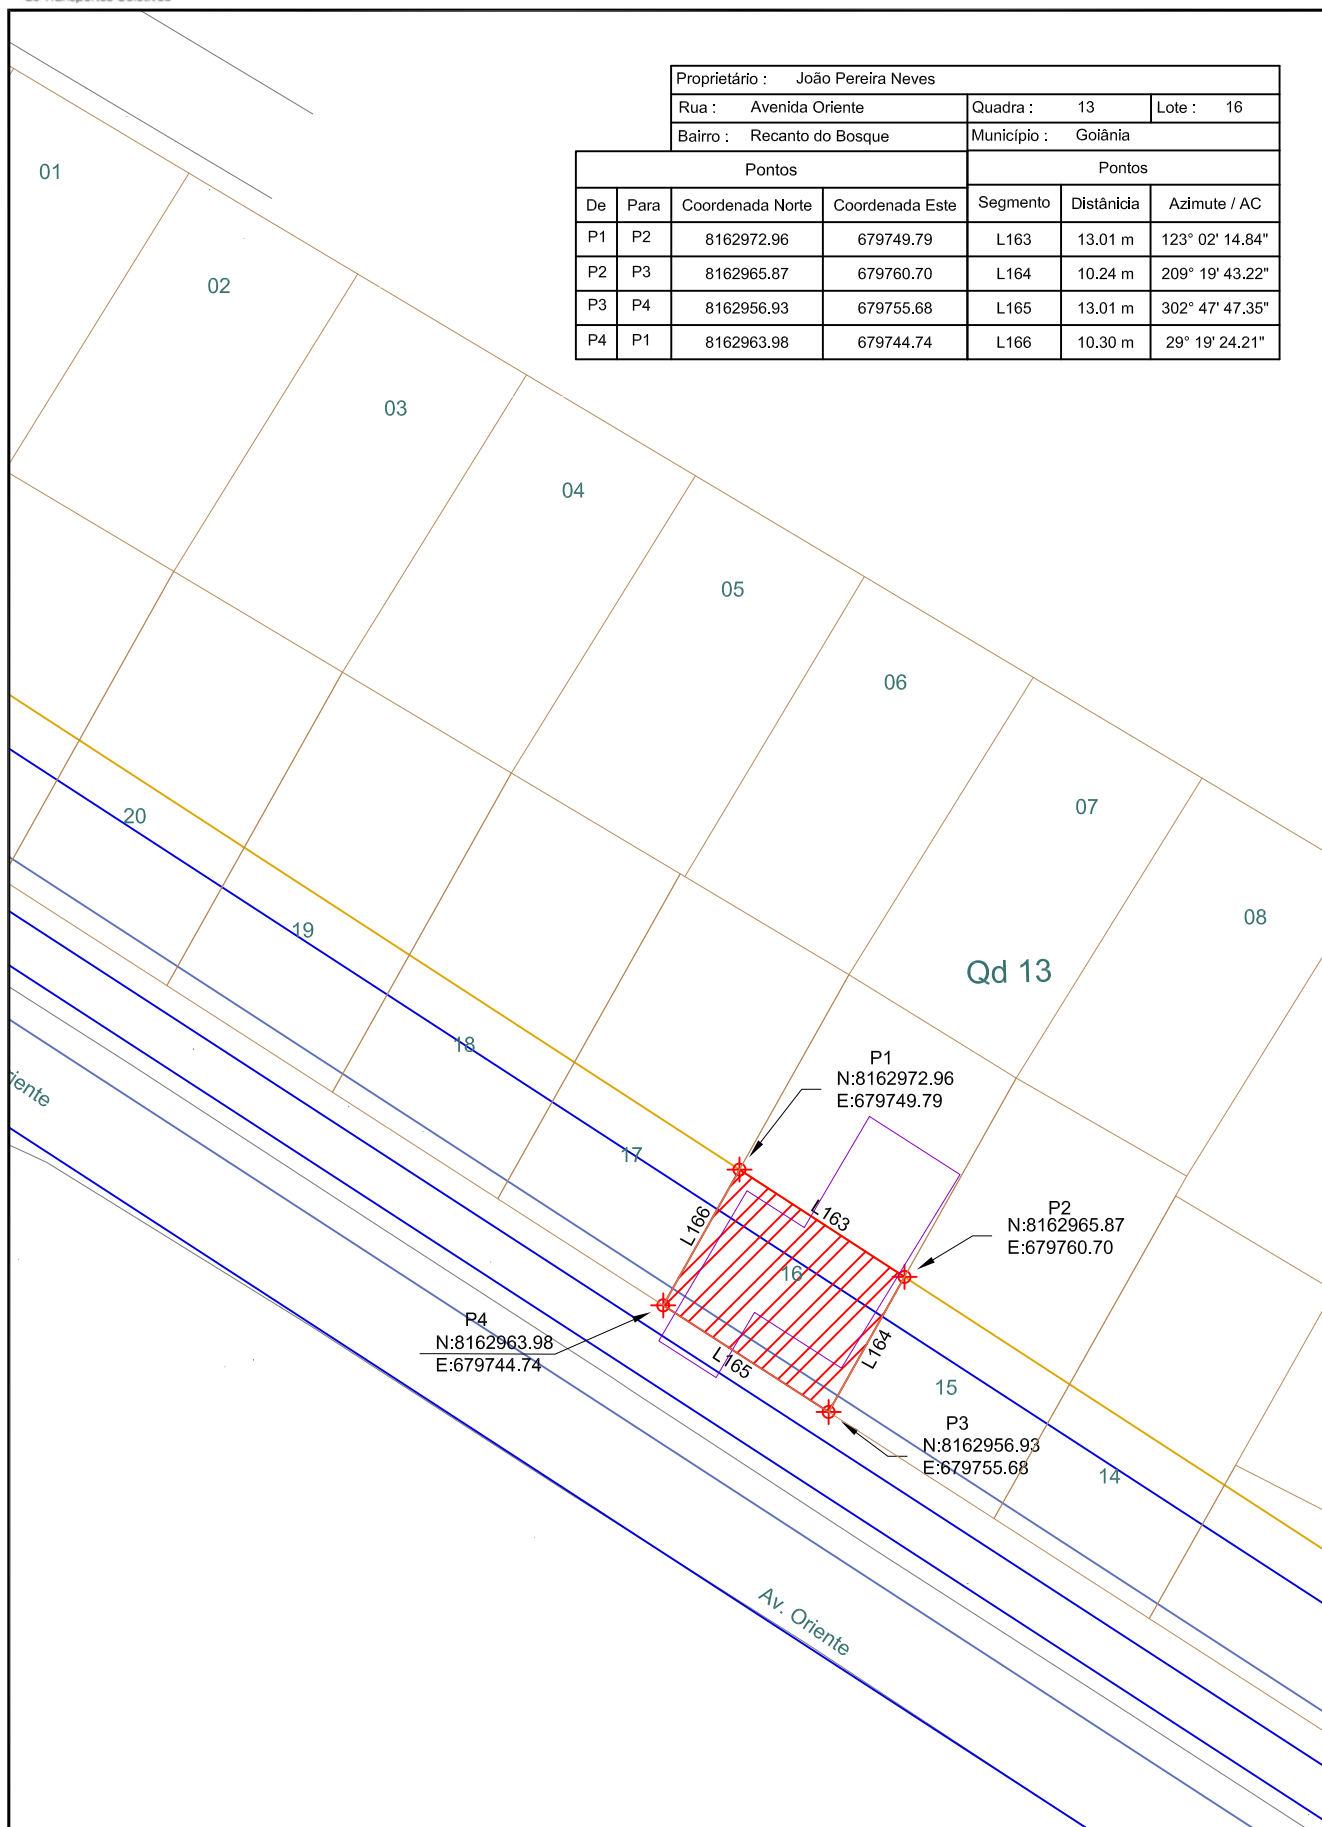 Proprietário : João Pereira Neves
Rua : Avenida Oriente Quadra : 13 Lote : 16
Bairro : Recanto do Bosque Município : Goiânia
Pontos Pontos
De Para Coordenada Norte Coordenada Este Segmento Distânicia Azimute / AC
P1 P2 8162972.96 679749.79 L163 13.01 m 123° 02' 14.84"
P2 P3 8162965.87 679760.70 L164 10.24 m 209° 19' 43.22"
P3 P4 8162956.93 679755.68 L165 13.01 m 302° 47' 47.35"
P4 P1 8162963.98 679744.74 L166 10.30 m 29° 19' 24.21"
01
02
03
04
05
06
07
08
20
19
18
17
16
15
14
Qd 13
P1
N:8162972.96
E:679749.79
P2
N:8162965.87
E:679760.70
L163
L166
L164
L165
P4
N:8162963.98
E:679744.74
P3
N:8162956.93
E:679755.68
riente
Av. Oriente